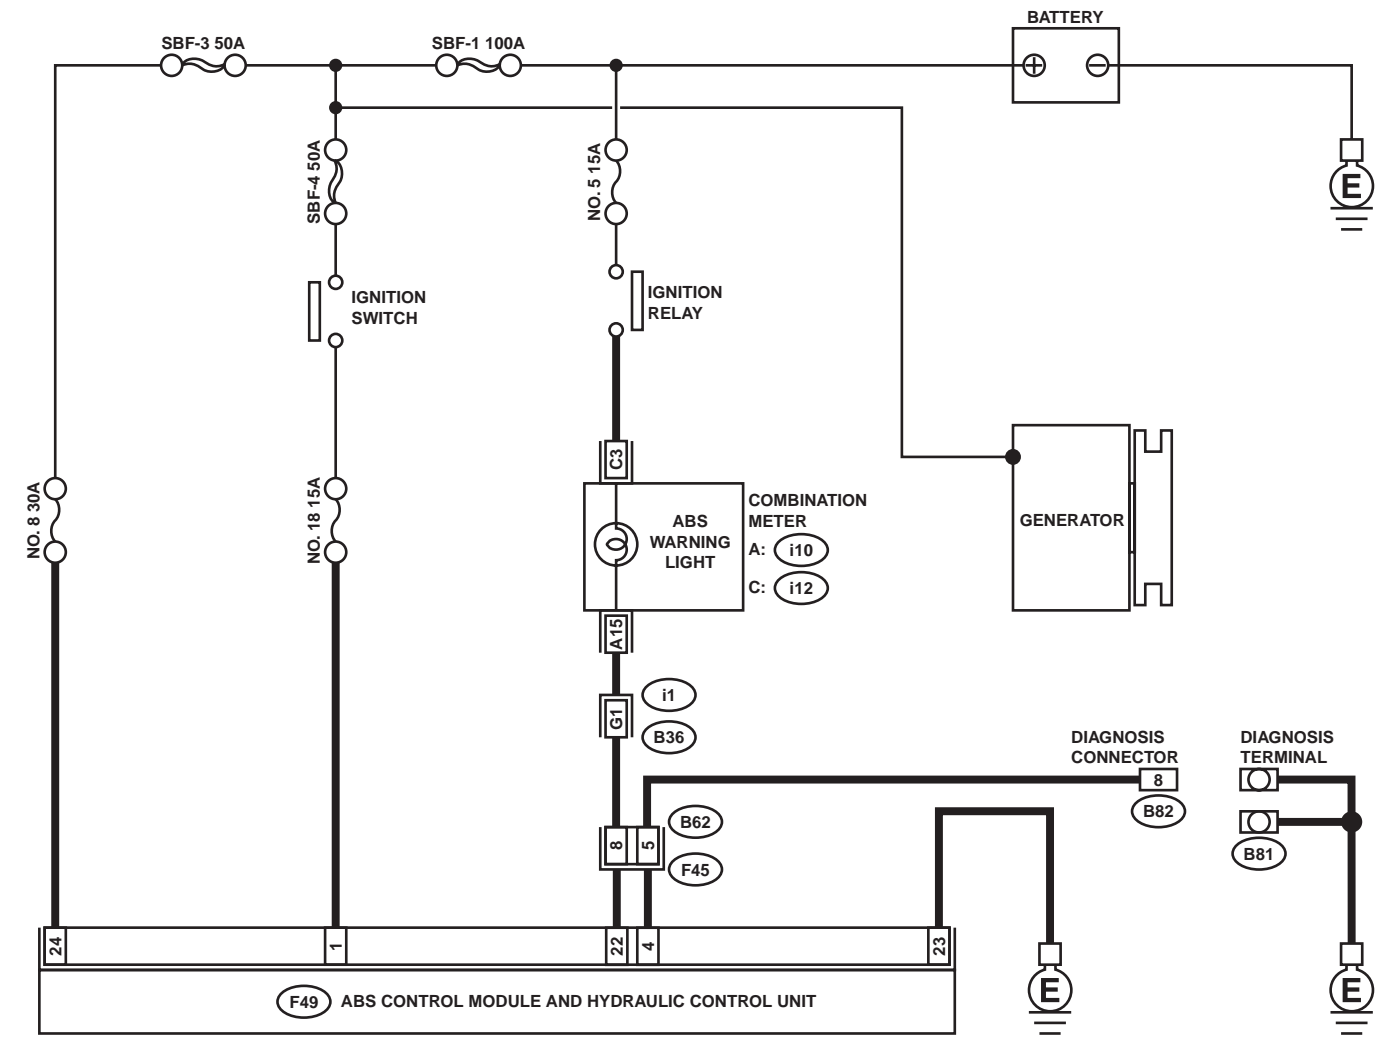 BATTERY
SBF-3 50A
SBF-1 100A
+
−
SBF-4 50A
NO. 5 15A
E
IGNITION
SWITCH
IGNITION
RELAY
C3
NO. 8 30A
NO. 18 15A
ABS
WARNING
LIGHT
COMBINATION
METER
A: i10
C: i12
GENERATOR
A15
i1
G1
B36
DIAGNOSIS
CONNECTOR
8
B82
DIAGNOSIS
TERMINAL
B81
B62
8
5
F45
24
1
22
4
23
E
E
F49 ABS CONTROL MODULE AND HYDRAULIC CONTROL UNIT